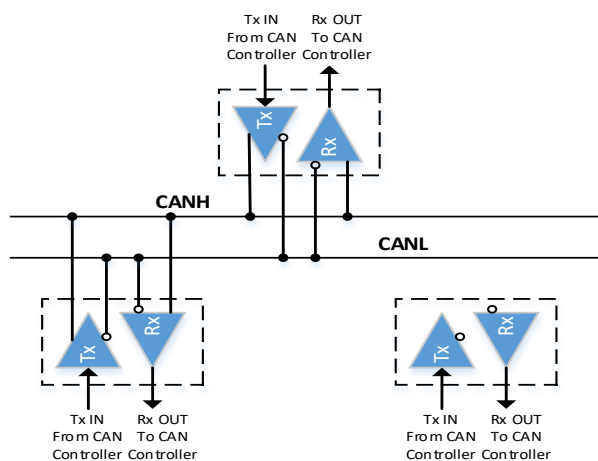 Tx IN
From CAN
Controller
Rx OUT
To CAN
Controller
Tx
Rx
CANH
CANL
Tx
Rx
Tx
Rx
Tx IN
From CAN
Controller
Rx OUT
To CAN
Controller
Tx IN
From CAN
Controller
Rx OUT
To CAN
Controller